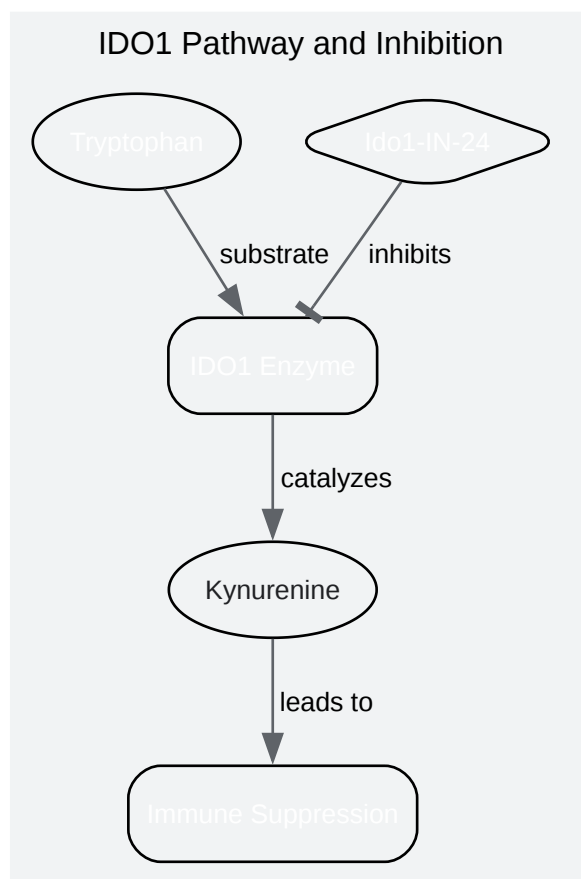 IDO1 Pathway and Inhibition
Tryptophan
Ido1-IN-24
substrate
inhibits
IDO1 Enzyme
catalyzes
Kynurenine
leads to
Immune Suppression